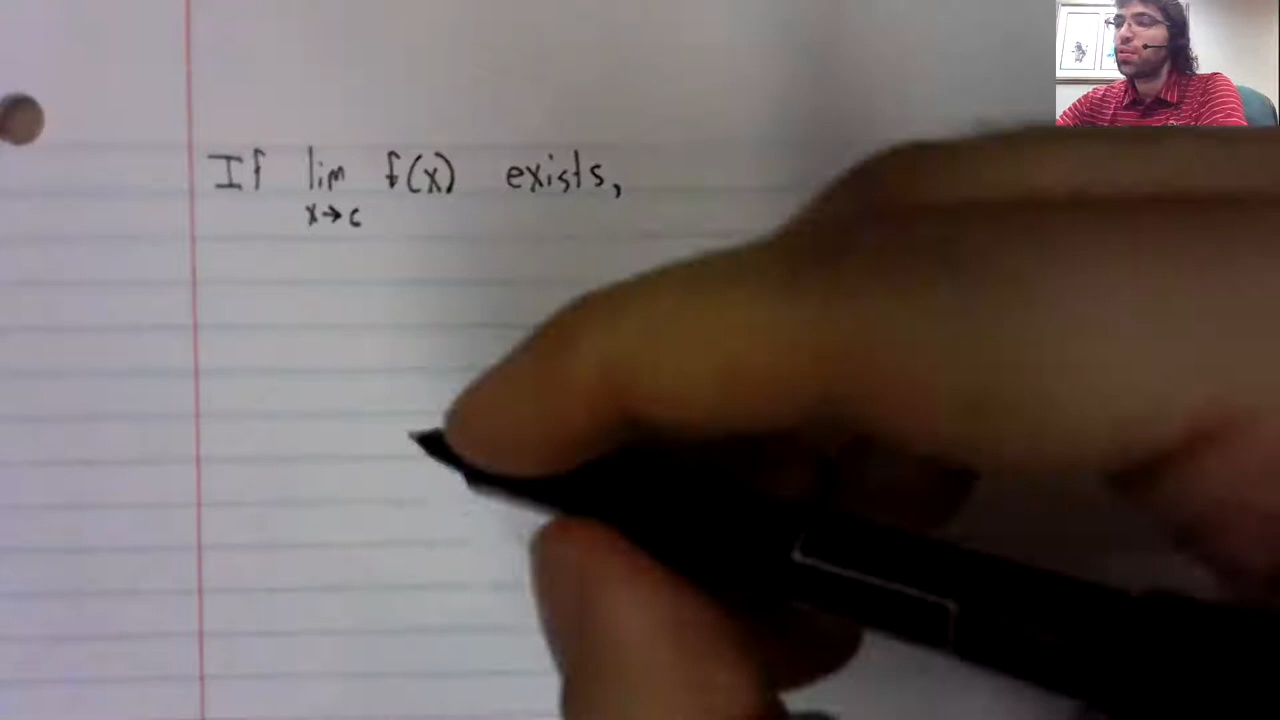 If lim f(x) exists,
x→c